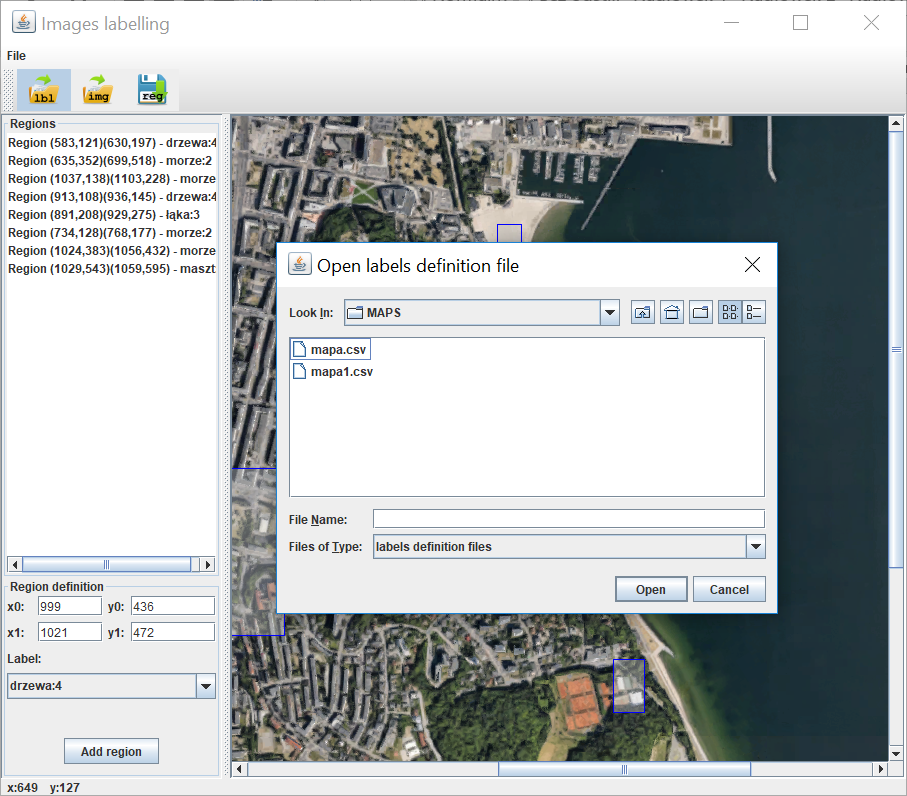 Images labelling
File
lbl
img
reg
Regions
Region (583,121)(630,197) - drzewa:4
Region (635,352)(699,518) - morze:2
Region (1037,138)(1103,228) - morze
Region (913,108)(936,145) - drzewa:4
Region (891,208)(929,275) - łąka:3
Region (734,128)(768,177) - morze:2
Region (1024,383)(1056,432) - morze
Region (1029,543)(1059,595) - maszt
Open labels definition file
Look In:
MAPS
mapa.csv
mapa1.csv
File Name:
Files of Type:
labels definition files
Open
Cancel
Region definition
x0: 999 y0: 436
x1: 1021 y1: 472
Label:
drzewa:4
Add region
x:649 y:127